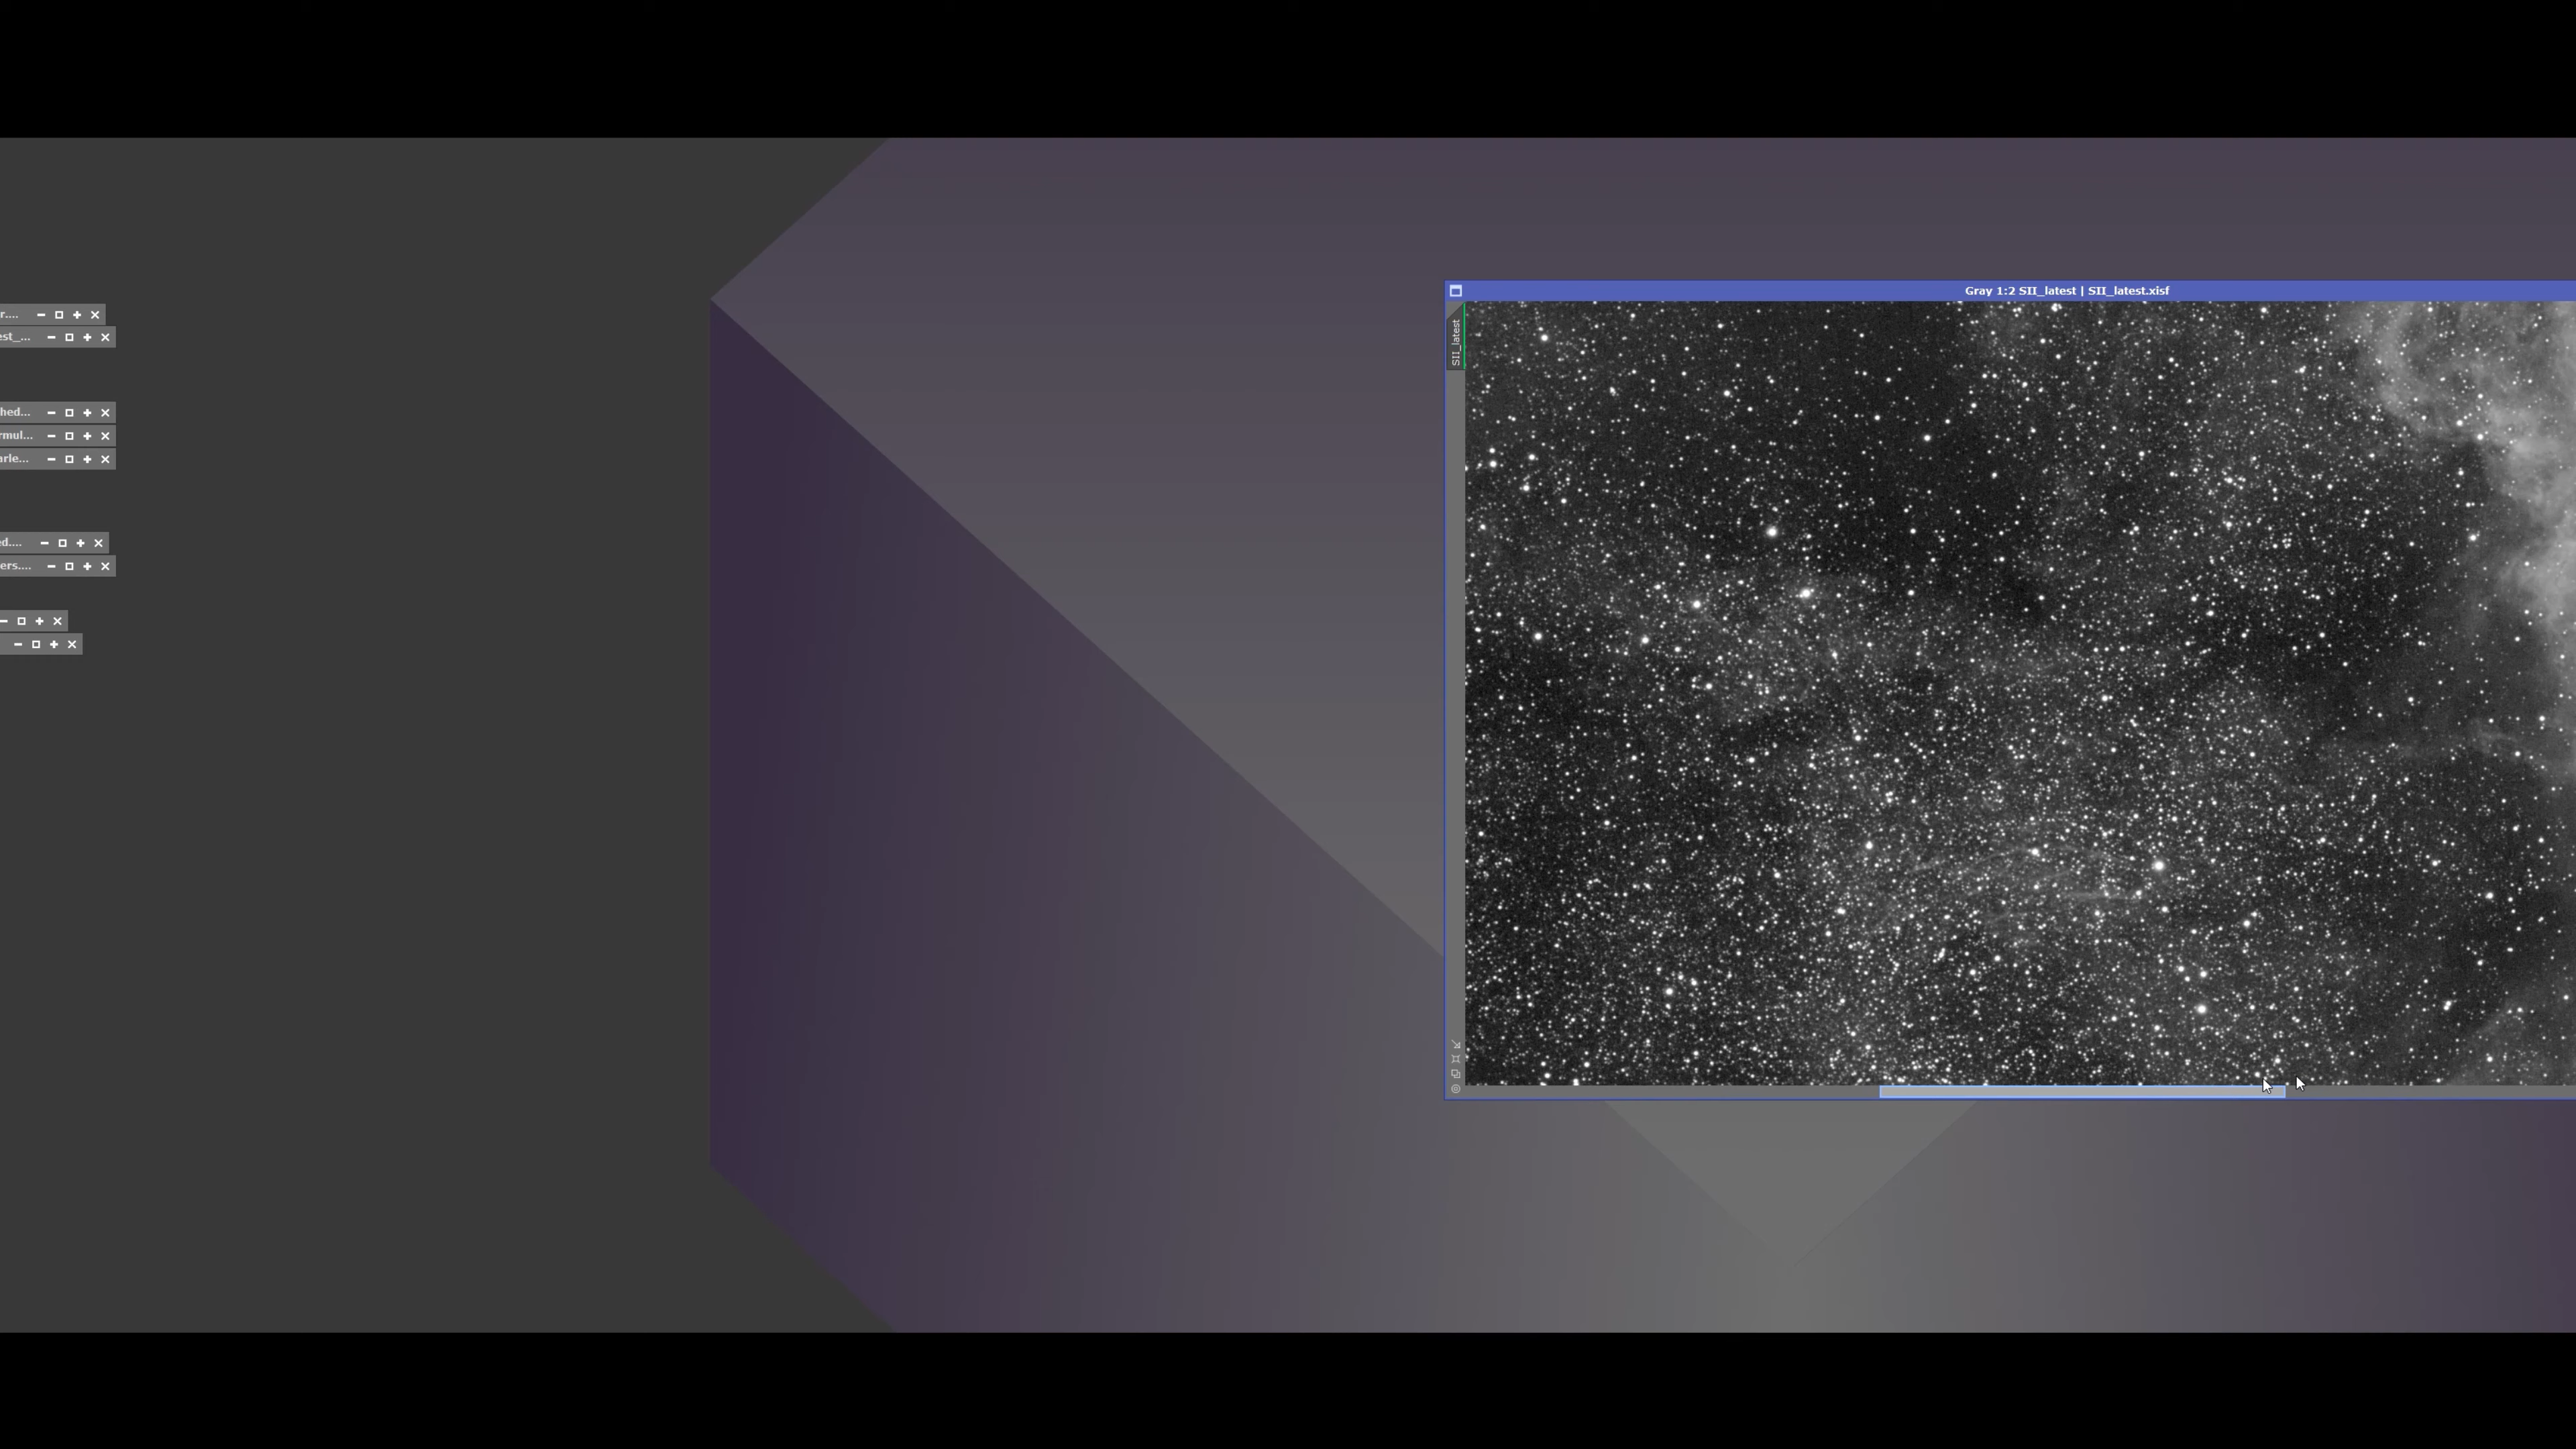 Gray 1:2 SII_latest | SII_latest.xisf
r....
est_...
SII_latest
hed...
rmul...
arle...
ed....
ers....